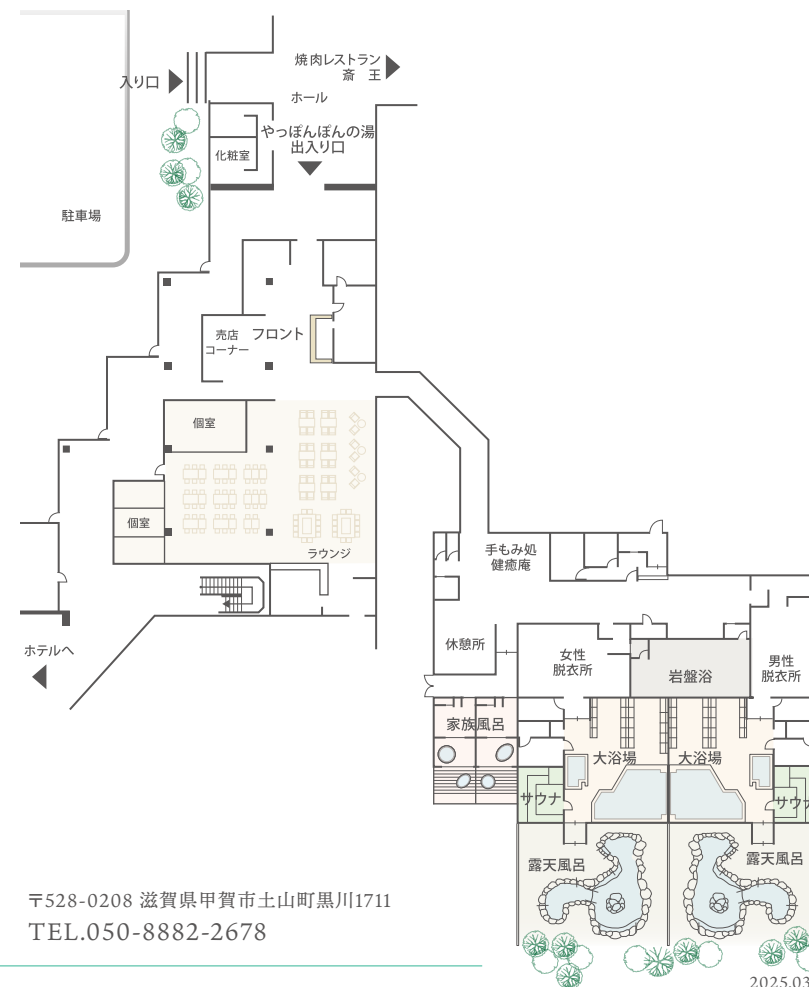 焼肉レストラン
斎 王
入り口
ホール
やっぽんぽんの湯
出入り口
化粧室
駐車場
売店
コーナー
フロント
個室
個室
ラウンジ
手もみ処
健癒庵
ホテルへ
休憩所
女性
脱衣所
岩盤浴
男性
脱衣所
家族風呂
大浴場
大浴場
サウナ
サウナ
露天風呂
露天風呂
〒528-0208 滋賀県甲賀市土山町黒川1711
TEL.050-8882-2678
2025.03